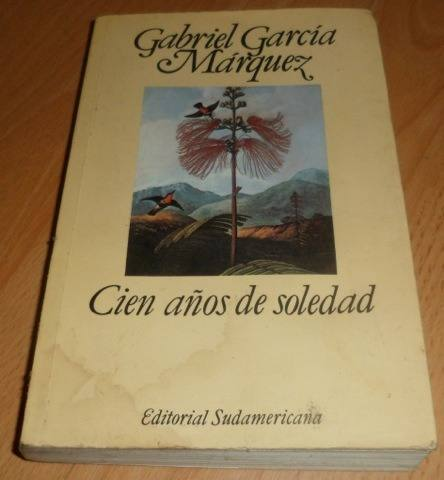 Gabriel García
Márquez
Cien años de soledad
Editorial Sudamericana